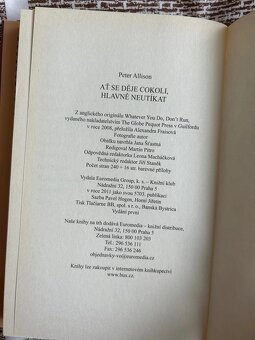 Peter Allison
AŤ SE DĚJE COKOLI,
HLAVNĚ NEUTÍKAT
Z anglického originálu Whatever You Do, Don't Run,
vydaného nakladatelstvím The Globe Pequot Press v Guilfordu
v roce 2008, přeložila Alexandra Fraisová
Fotografie autor
Obálku navrhla Jana Šťastná
Redigoval Martin Pitro
Odpovědná redaktorka Leona Macháčková
Technický redaktor Jiří Staněk
Počet stran 240 + 16 str. barevné přílohy
Vydala Euromedia Group, k. s. – Knižní klub
Nádražní 32, 150 00 Praha 5
v roce 2011 jako svou 5703. publikaci
Sazba Pavel Hogen, Horní Jiřetín
Tisk Tlačiarne BB, spol. s r. o., Banská Bystrica
Vydání první
Naše knihy na trh dodává Euromedia – knižní distribuce,
Nádražní 32, 150 00 Praha 5
Zelená linka: 800 103 203
Tel.: 296 536 111
Fax: 296 536 246
objednavky-vo@euromedia.cz
Knihy lze zakoupit v internetovém knihkupectví
www.bux.cz.